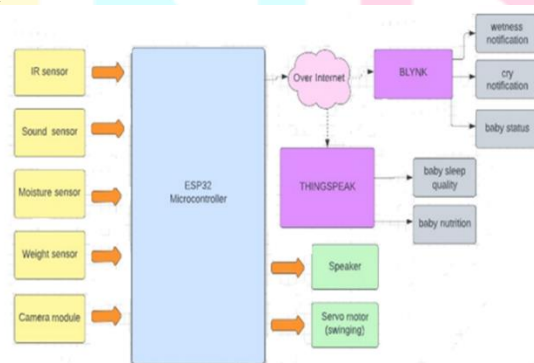 IR sensor
Sound sensor
Moisture sensor
Weight sensor
Camera module
ESP32
Microcontroller
Over Internet
BLYNK
wetness
notification
cry
notification
baby status
THINGSPEAK
baby sleep
quality
baby nutrition
Speaker
Servo motor
(swinging)